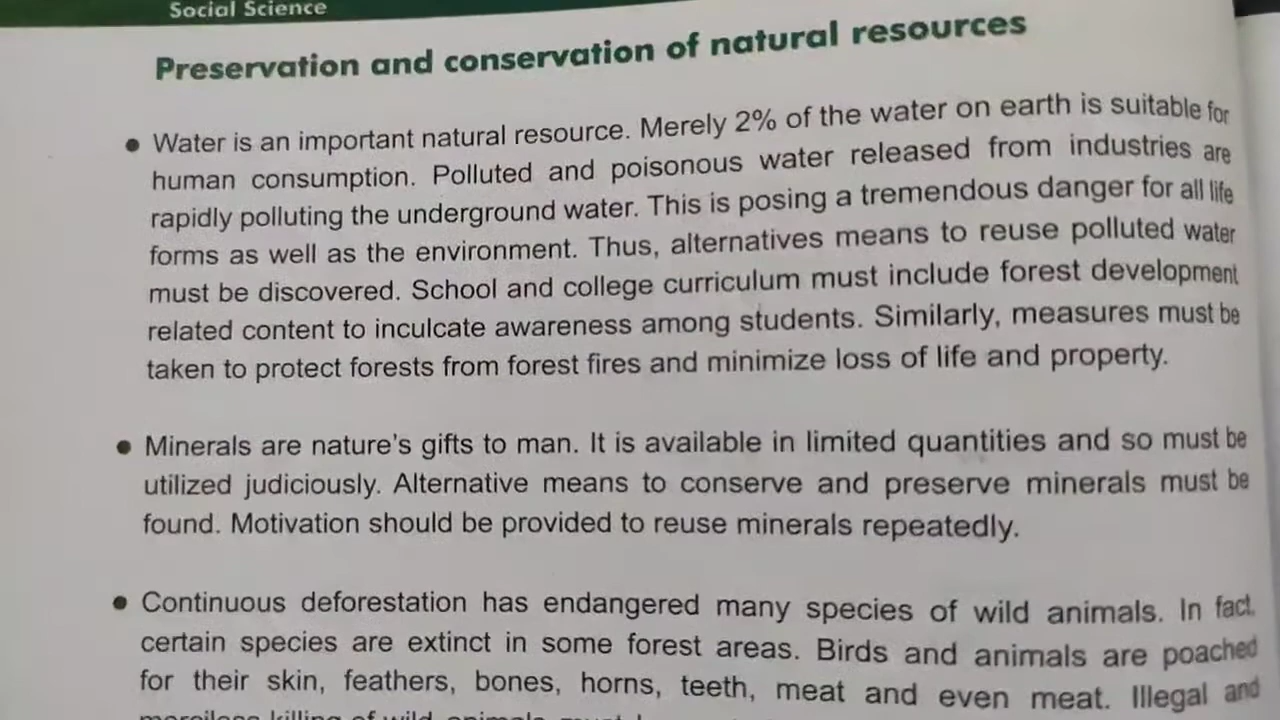 Social Science
Preservation and conservation of natural resources
● Water is an important natural resource. Merely 2% of the water on earth is suitable for
human consumption. Polluted and poisonous water released from industries are
rapidly polluting the underground water. This is posing a tremendous danger for all life
forms as well as the environment. Thus, alternatives means to reuse polluted water
must be discovered. School and college curriculum must include forest development
related content to inculcate awareness among students. Similarly, measures must be
taken to protect forests from forest fires and minimize loss of life and property.
● Minerals are nature's gifts to man. It is available in limited quantities and so must be
utilized judiciously. Alternative means to conserve and preserve minerals must be
found. Motivation should be provided to reuse minerals repeatedly.
● Continuous deforestation has endangered many species of wild animals. In fact,
certain species are extinct in some forest areas. Birds and animals are poached
for their skin, feathers, bones, horns, teeth, meat and even meat. Illegal and
killing of wild animals must